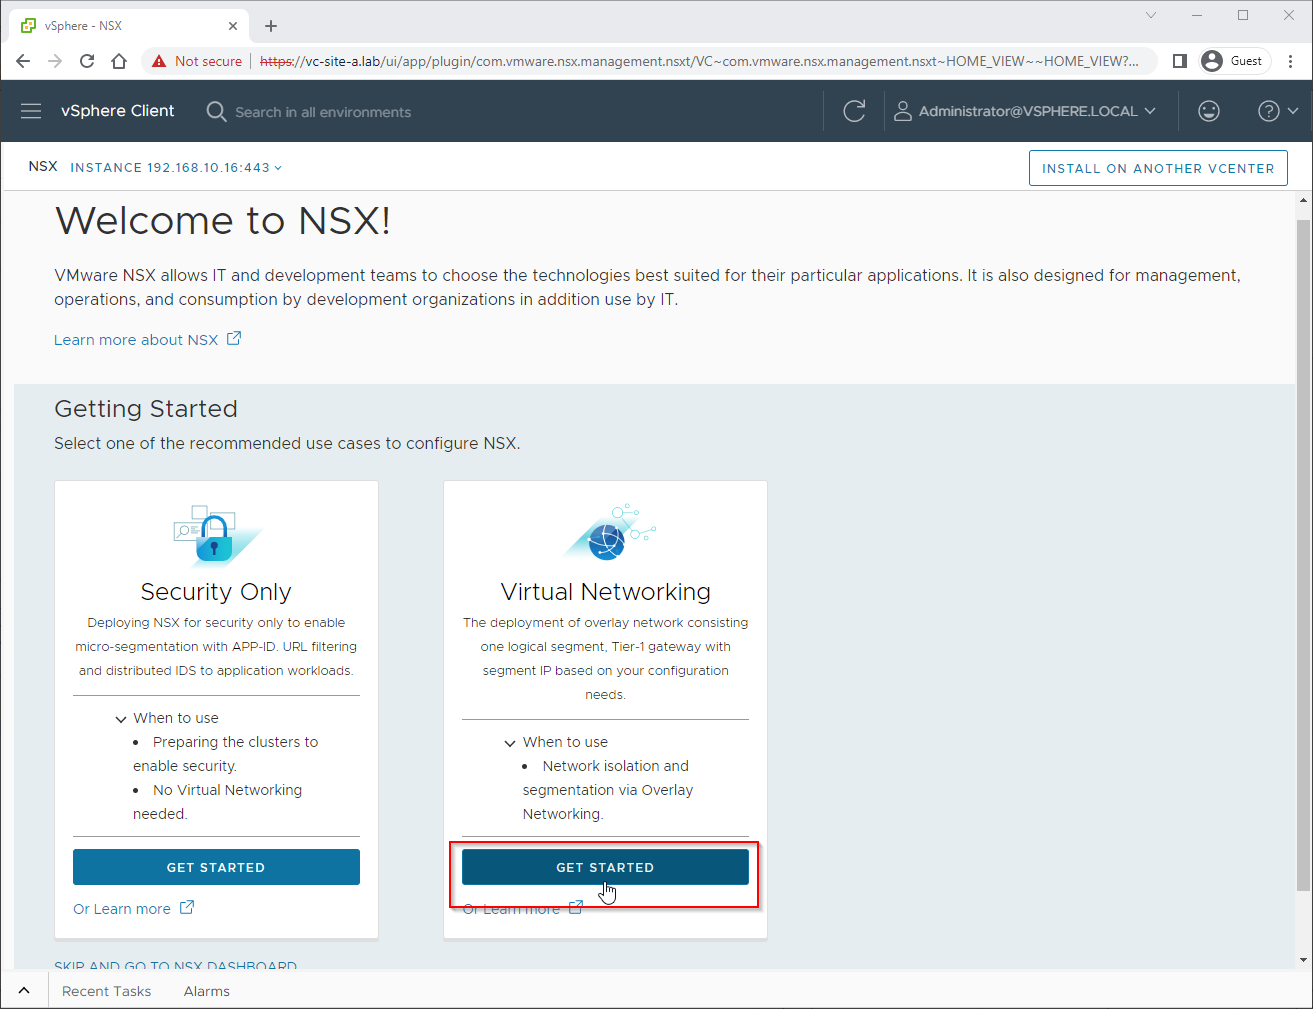 vSphere - NSX
Not secure https://vc-site-a.lab/ui/app/plugin/com.vmware.nsx.management.nsxt/VC~com.vmware.nsx.management.nsxt~HOME_VIEW~~HOME_VIEW?... Guest
vSphere Client Search in all environments Administrator@VSPHERE.LOCAL
NSX INSTANCE 192.168.10.16:443 INSTALL ON ANOTHER VCENTER
Welcome to NSX!
VMware NSX allows IT and development teams to choose the technologies best suited for their particular applications. It is also designed for management,
operations, and consumption by development organizations in addition use by IT.
Learn more about NSX
Getting Started
Select one of the recommended use cases to configure NSX.
Security Only
Deploying NSX for security only to enable
micro-segmentation with APP-ID. URL filtering
and distributed IDS to application workloads.
When to use
• Preparing the clusters to
enable security.
• No Virtual Networking
needed.
GET STARTED
Or Learn more
Virtual Networking
The deployment of overlay network consisting
one logical segment, Tier-1 gateway with
segment IP based on your configuration
needs.
When to use
• Network isolation and
segmentation via Overlay
Networking.
GET STARTED
Or Learn more
SKIP AND GO TO NSX DASHBOARD
Recent Tasks Alarms